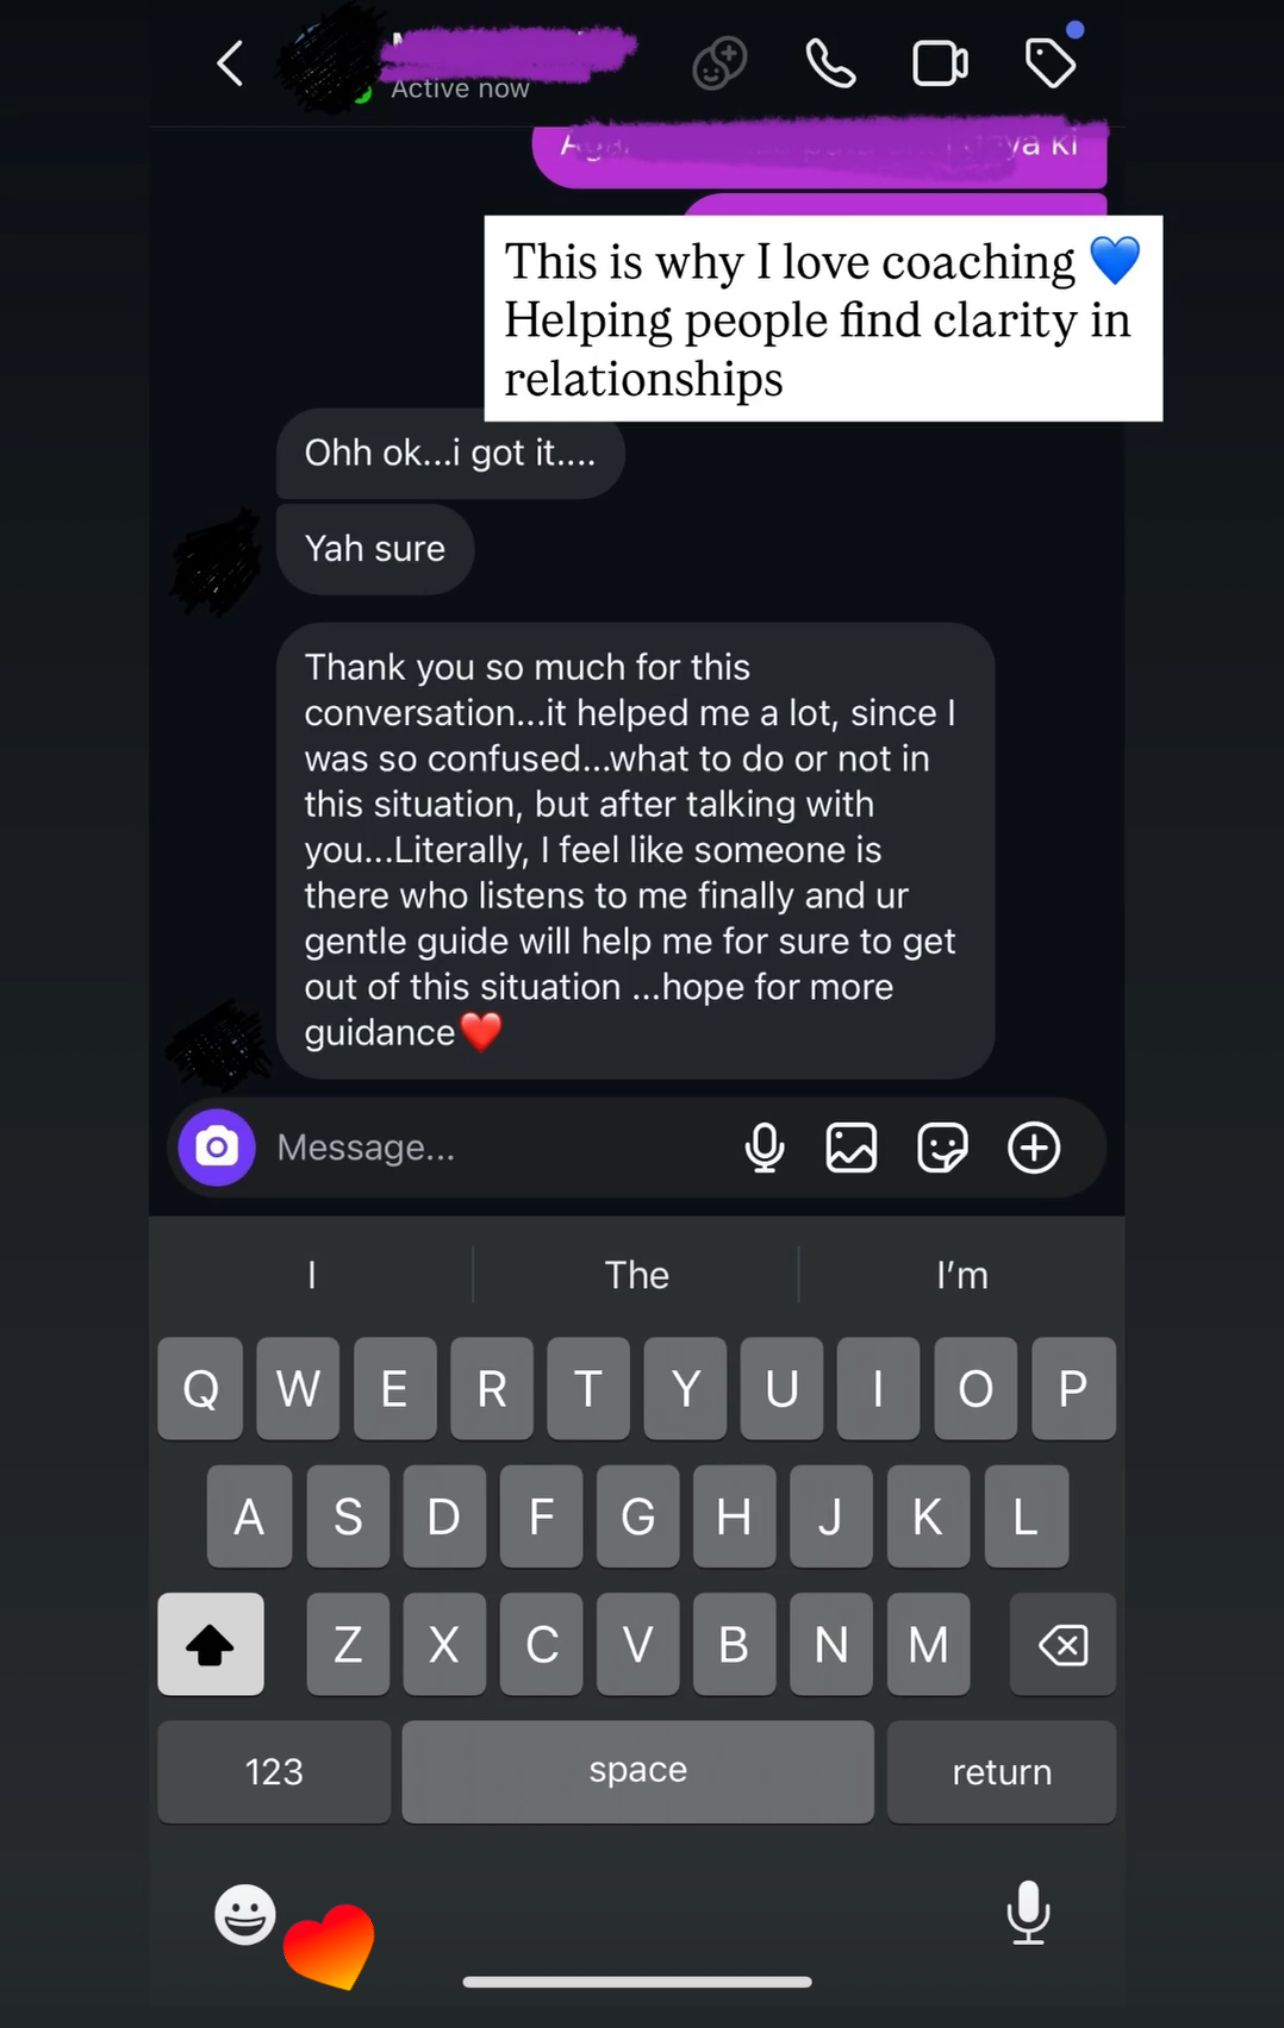 Active now
ya ki
This is why I love coaching 💙
Helping people find clarity in
relationships
Ohh ok...i got it....
Yah sure
Thank you so much for this
conversation...it helped me a lot, since I
was so confused...what to do or not in
this situation, but after talking with
you...Literally, I feel like someone is
there who listens to me finally and ur
gentle guide will help me for sure to get
out of this situation ...hope for more
guidance❤️
Message...
I The I'm
Q W E R T Y U I O P
A S D F G H J K L
Z X C V B N M
123 space return